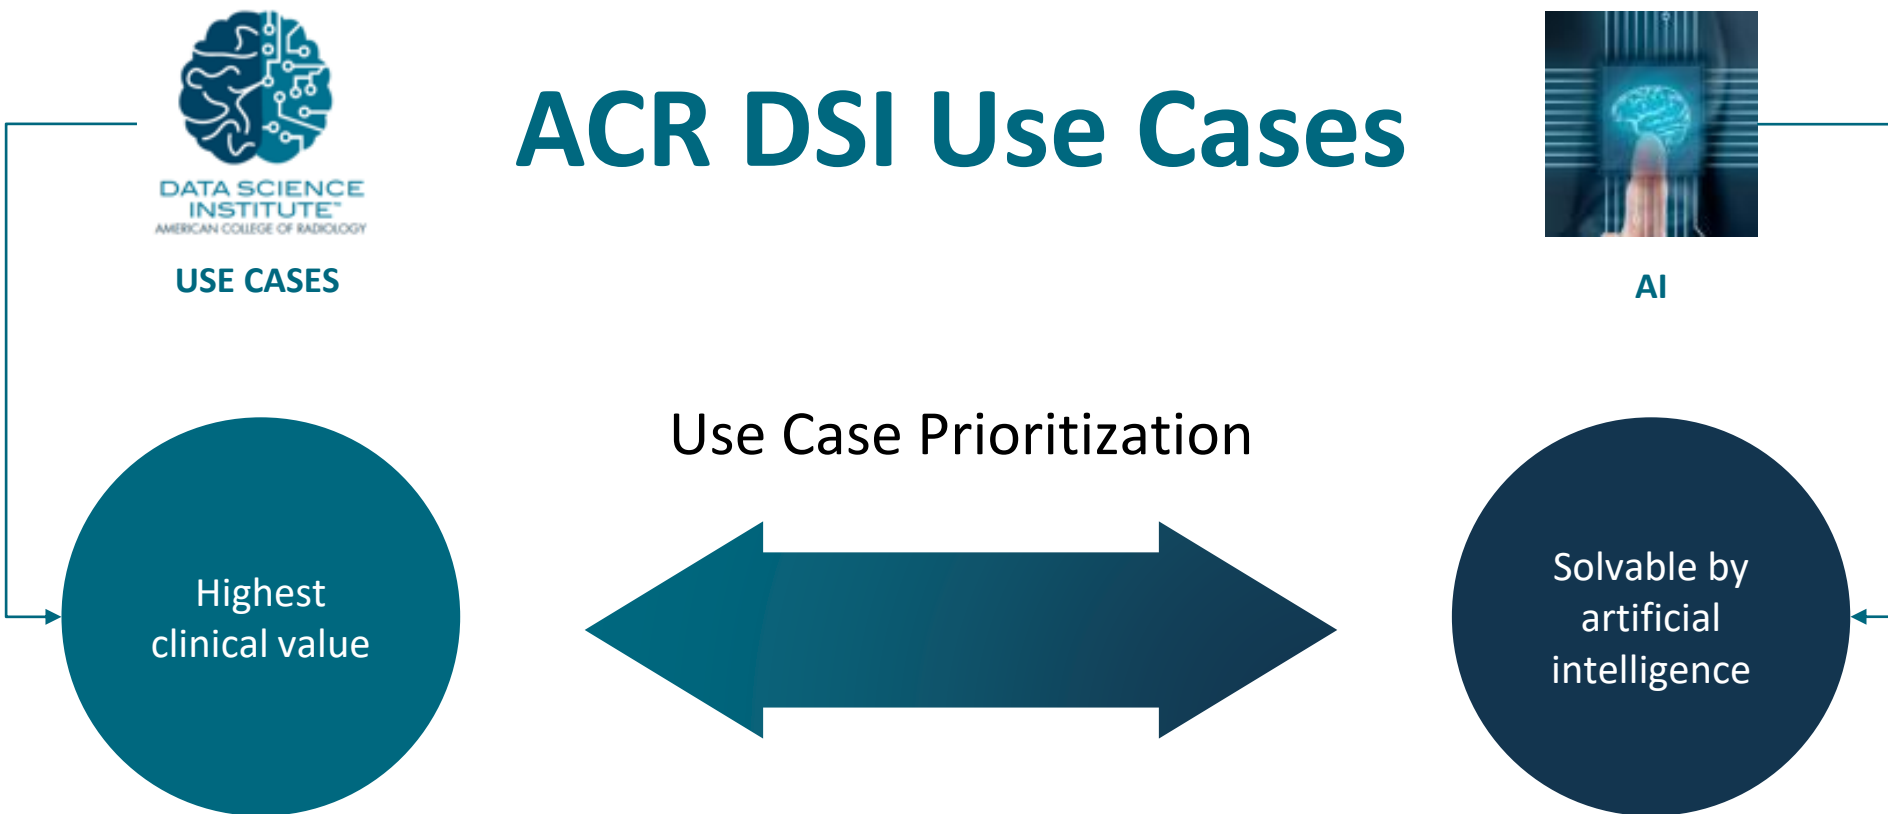 ACR DSI Use Cases
DATA SCIENCE
INSTITUTE™
AMERICAN COLLEGE OF RADIOLOGY
USE CASES
AI
Use Case Prioritization
Highest
clinical value
Solvable by
artificial
intelligence